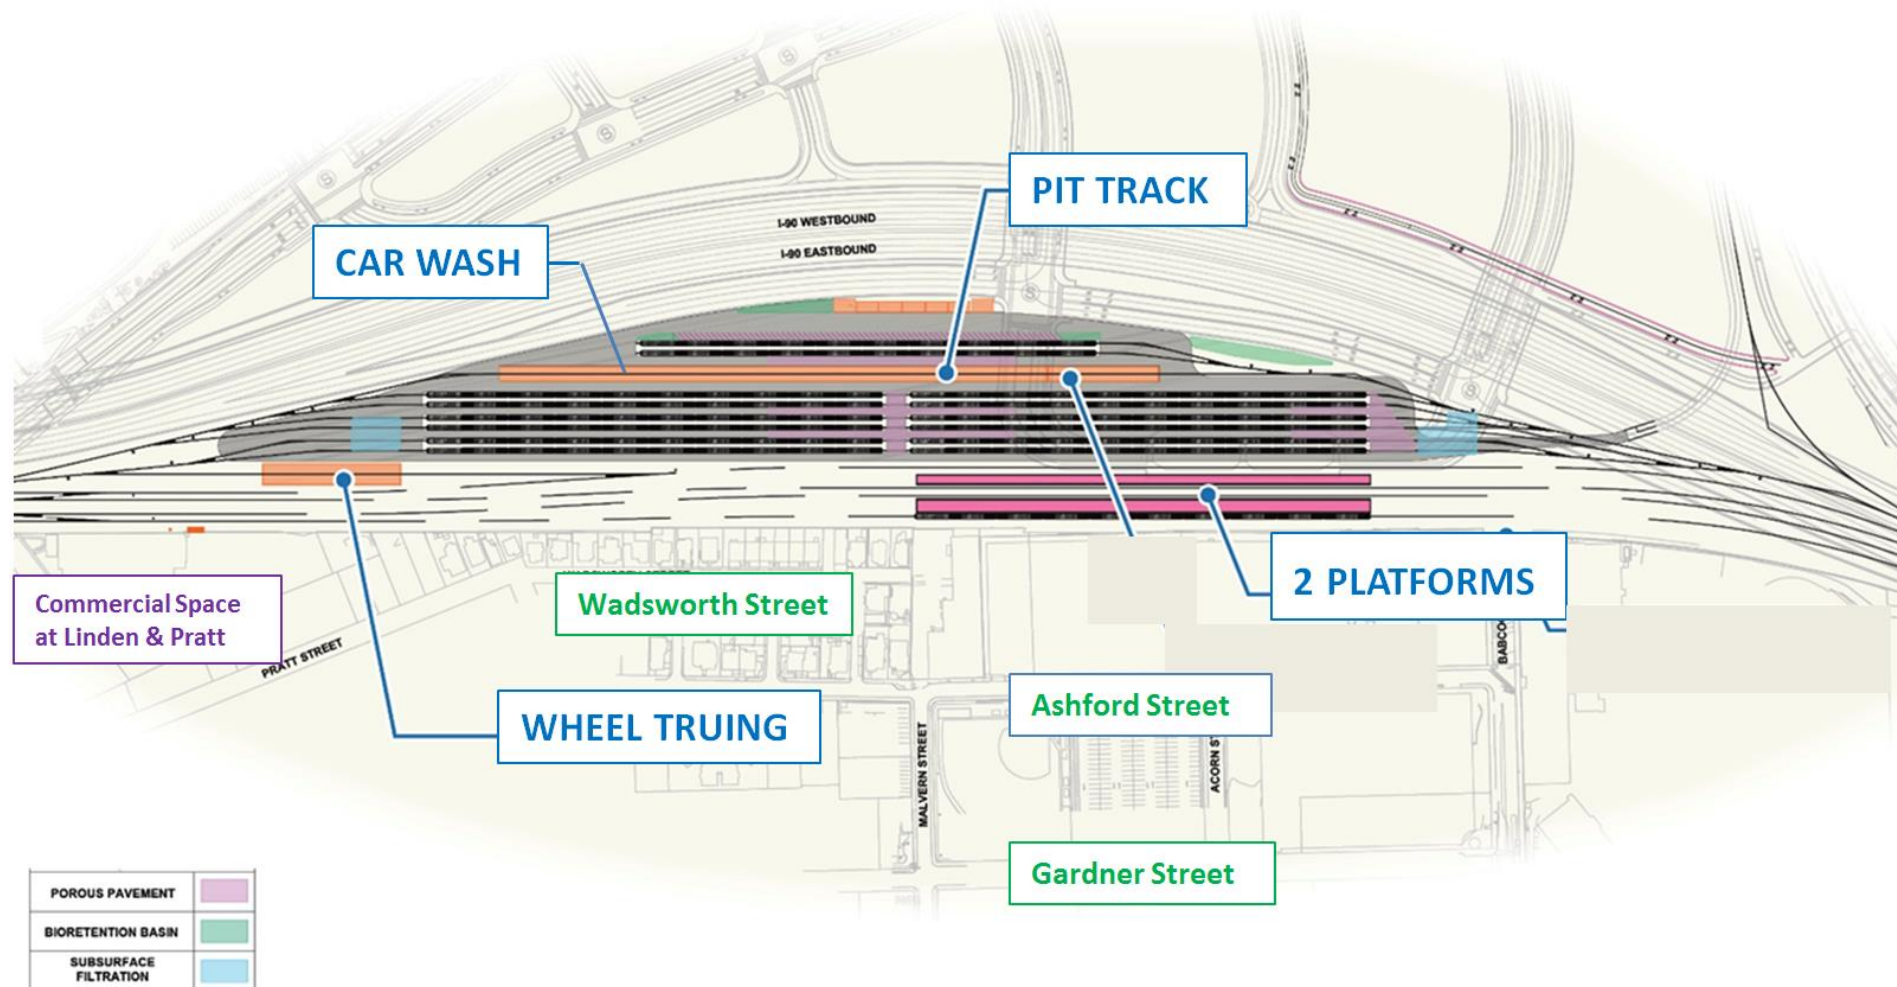 I-90 WESTBOUND
I-90 EASTBOUND
PIT TRACK
CAR WASH
2 PLATFORMS
Commercial Space
at Linden & Pratt
Wadsworth Street
PRATT STREET
WHEEL TRUING
Ashford Street
MALVERN STREET
ACORN S
BABCO
Gardner Street
POROUS PAVEMENT
BIORETENTION BASIN
SUBSURFACE
FILTRATION
S
S
S
S
S